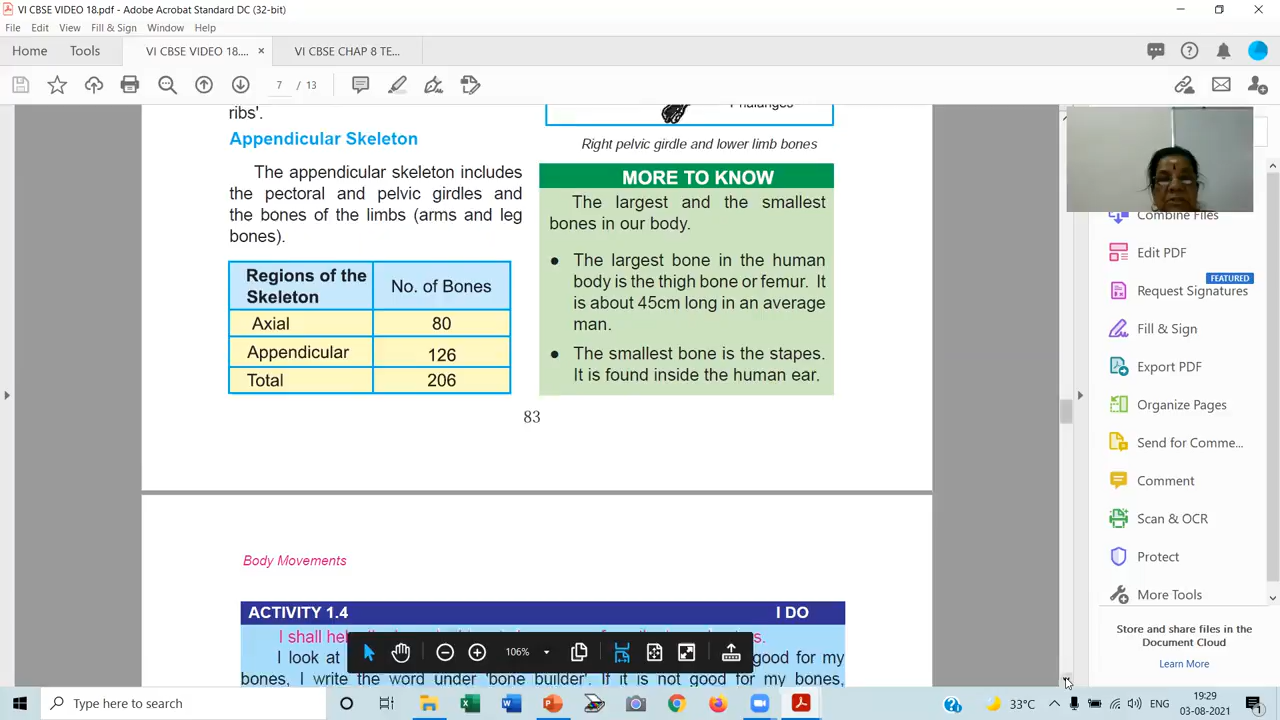 VI CBSE VIDEO 18.pdf - Adobe Acrobat Standard DC (32-bit)
File Edit View Fill & Sign Window Help
Home Tools VI CBSE VIDEO 18.... × VI CBSE CHAP 8 TE...
7 / 13
ribs'.
Appendicular Skeleton
The appendicular skeleton includes
the pectoral and pelvic girdles and
the bones of the limbs (arms and leg
bones).
Regions of the Skeleton No. of Bones
Axial 80
Appendicular 126
Total 206
Phalanges
Right pelvic girdle and lower limb bones
MORE TO KNOW
The largest and the smallest
bones in our body.
● The largest bone in the human
body is the thigh bone or femur. It
is about 45cm long in an average
man.
● The smallest bone is the stapes.
It is found inside the human ear.
83
Body Movements
ACTIVITY 1.4 I DO
I shall hel
I look at good for my
bones, I write the word under 'bone builder'. If it is not good for my bones,
106%
Combine Files
Edit PDF
FEATURED
Request Signatures
Fill & Sign
Export PDF
Organize Pages
Send for Comme...
Comment
Scan & OCR
Protect
More Tools
Store and share files in the
Document Cloud
Learn More
Type here to search
33°C ENG 19:29
03-08-2021
1